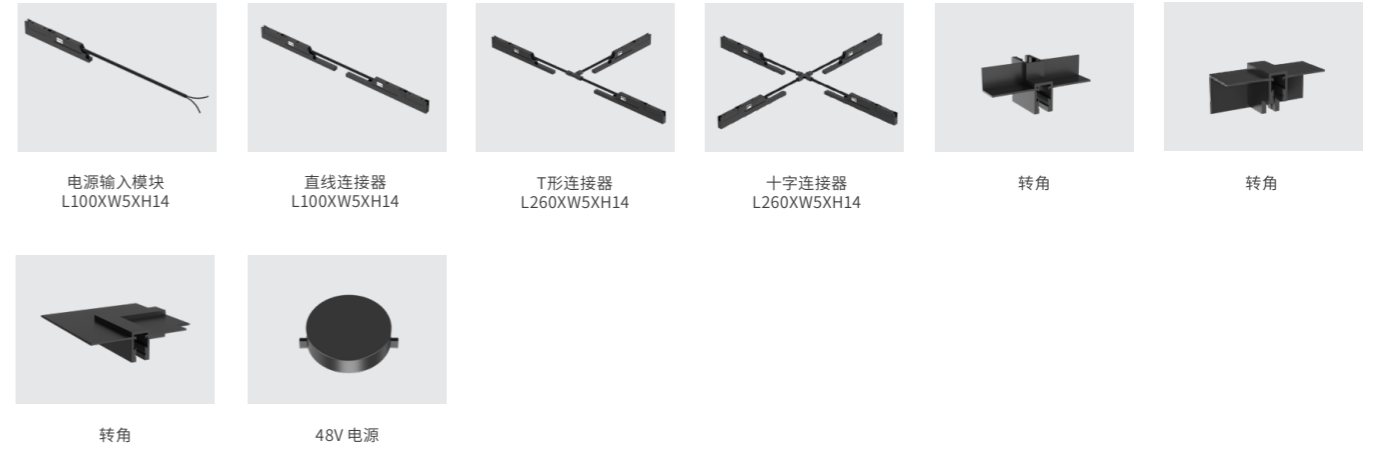 电源输入模块
L100XW5XH14
直线连接器
L100XW5XH14
T形连接器
L260XW5XH14
十字连接器
L260XW5XH14
转角
转角
转角
48V 电源